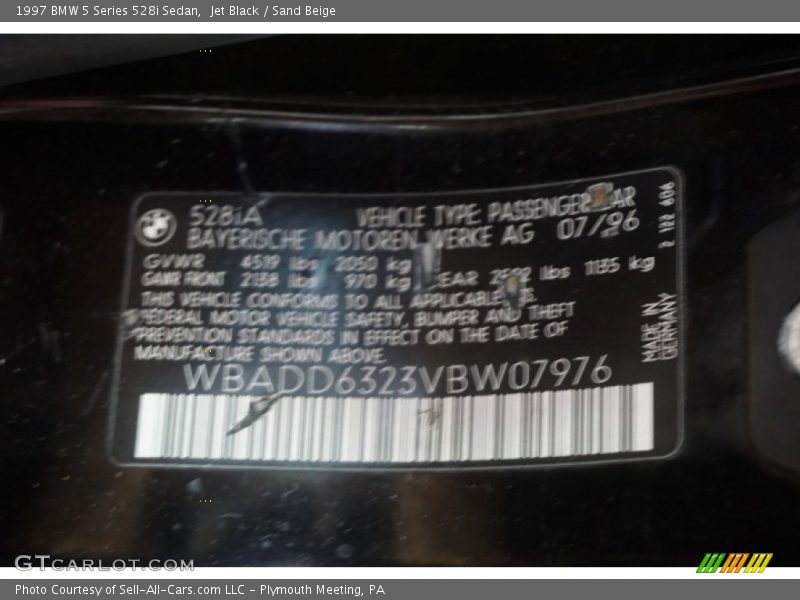 1997 BMW 5 Series 528i Sedan, Jet Black / Sand Beige
528iA VEHICLE TYPE PASSENGER CAR
BAYERISCHE MOTOREN WERKE AG 07/96
GVWR 4519 lbs 2050 kg
GAWR FRONT 2138 lbs 970 kg REAR lbs 1135 kg
THIS VEHICLE CONFORMS TO ALL APPLICABLE
FEDERAL MOTOR VEHICLE SAFETY, BUMPER AND THEFT
PREVENTION STANDARDS IN EFFECT ON THE DATE OF
MANUFACTURE SHOWN ABOVE.
WBADD6323VBW07976
MADE IN
GERMANY
GTCARLOT.COM
Photo Courtesy of Sell-All-Cars.com LLC - Plymouth Meeting, PA